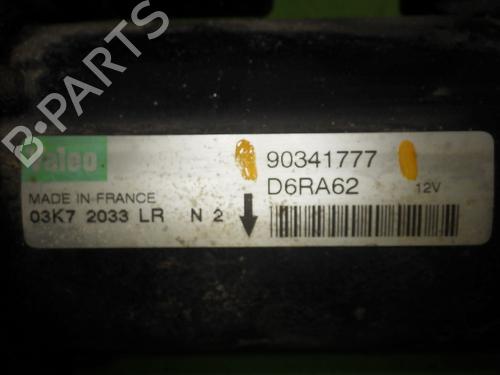 B-PARTS
Valeo
90341777
D6RA62 12V
MADE IN FRANCE
03K7 2033 LR N 2